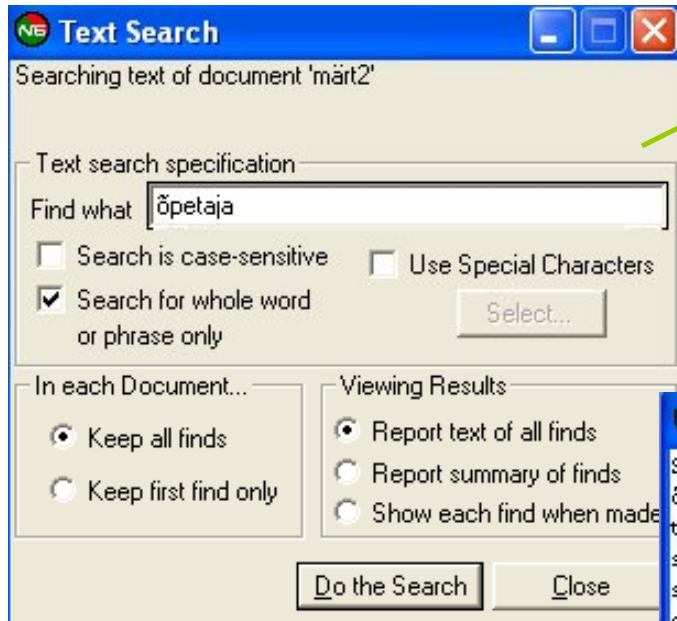 N6 Text Search
Searching text of document 'märt2'
Text search specification
Find what õpetaja
Search is case-sensitive
Use Special Characters
Search for whole word
or phrase only
Select...
In each Document...
Viewing Results
Keep all finds
Report text of all finds
Keep first find only
Report summary of finds
Show each find when made
Do the Search
Close